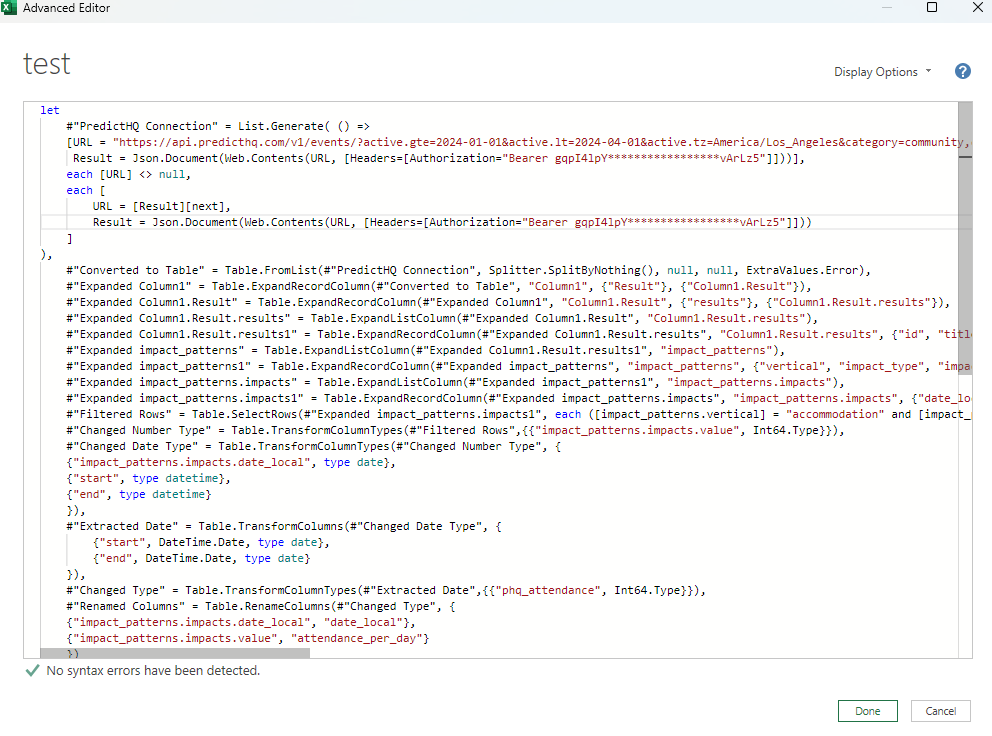 Advanced Editor
test
Display Options
let
#"PredictHQ Connection" = List.Generate( () =>
[URL = "https://api.predicthq.com/v1/events/?active.gte=2024-01-01&active.lt=2024-04-01&active.tz=America/Los_Angeles&category=community,
Result = Json.Document(Web.Contents(URL, [Headers=[Authorization="Bearer gqpI4lpY*****************vArLz5"]]))],
each [URL] <> null,
each [
URL = [Result][next],
Result = Json.Document(Web.Contents(URL, [Headers=[Authorization="Bearer gqpI4lpY*****************vArLz5"]]))
]
),
#"Converted to Table" = Table.FromList(#"PredictHQ Connection", Splitter.SplitByNothing(), null, null, ExtraValues.Error),
#"Expanded Column1" = Table.ExpandRecordColumn(#"Converted to Table", "Column1", {"Result"}, {"Column1.Result"}),
#"Expanded Column1.Result" = Table.ExpandRecordColumn(#"Expanded Column1", "Column1.Result", {"results"}, {"Column1.Result.results"}),
#"Expanded Column1.Result.results" = Table.ExpandListColumn(#"Expanded Column1.Result", "Column1.Result.results"),
#"Expanded Column1.Result.results1" = Table.ExpandRecordColumn(#"Expanded Column1.Result.results", "Column1.Result.results", {"id", "titl
#"Expanded impact_patterns" = Table.ExpandListColumn(#"Expanded Column1.Result.results1", "impact_patterns"),
#"Expanded impact_patterns1" = Table.ExpandRecordColumn(#"Expanded impact_patterns", "impact_patterns", {"vertical", "impact_type", "impa
#"Expanded impact_patterns.impacts" = Table.ExpandListColumn(#"Expanded impact_patterns1", "impact_patterns.impacts"),
#"Expanded impact_patterns.impacts1" = Table.ExpandRecordColumn(#"Expanded impact_patterns.impacts", "impact_patterns.impacts", {"date_lo
#"Filtered Rows" = Table.SelectRows(#"Expanded impact_patterns.impacts1", each ([impact_patterns.vertical] = "accommodation" and [impact_
#"Changed Number Type" = Table.TransformColumnTypes(#"Filtered Rows",{{"impact_patterns.impacts.value", Int64.Type}}),
#"Changed Date Type" = Table.TransformColumnTypes(#"Changed Number Type", {
{"impact_patterns.impacts.date_local", type date},
{"start", type datetime},
{"end", type datetime}
}),
#"Extracted Date" = Table.TransformColumns(#"Changed Date Type", {
{"start", DateTime.Date, type date},
{"end", DateTime.Date, type date}
}),
#"Changed Type" = Table.TransformColumnTypes(#"Extracted Date",{{"phq_attendance", Int64.Type}}),
#"Renamed Columns" = Table.RenameColumns(#"Changed Type", {
{"impact_patterns.impacts.date_local", "date_local"},
{"impact_patterns.impacts.value", "attendance_per_day"}
})
No syntax errors have been detected.
Done
Cancel